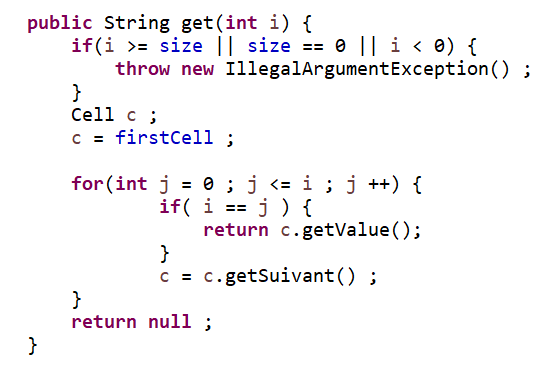 public String get(int i) {
if(i >= size || size == 0 || i < 0) {
throw new IllegalArgumentException() ;
}
Cell c ;
c = firstCell ;
for(int j = 0 ; j <= i ; j ++) {
if( i == j ) {
return c.getValue();
}
c = c.getSuivant() ;
}
return null ;
}